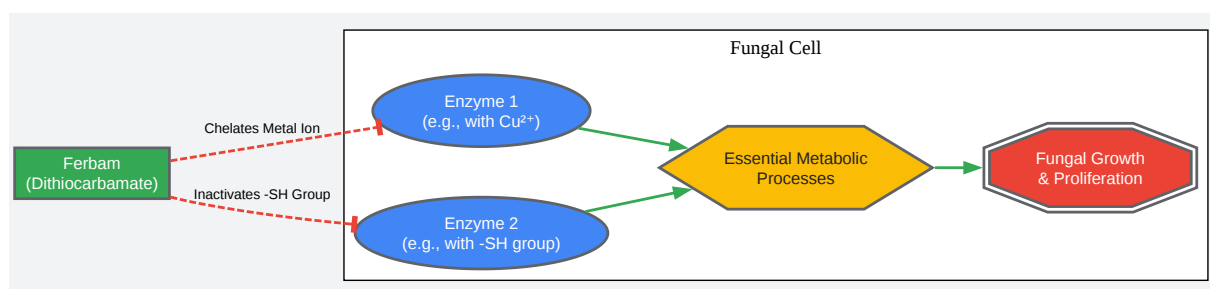 Fungal Cell
Enzyme 1
(e.g., with Cu²⁺)
Chelates Metal Ion
Ferbam
(Dithiocarbamate)
Essential Metabolic
Processes
Fungal Growth
& Proliferation
Inactivates -SH Group
Enzyme 2
(e.g., with -SH group)